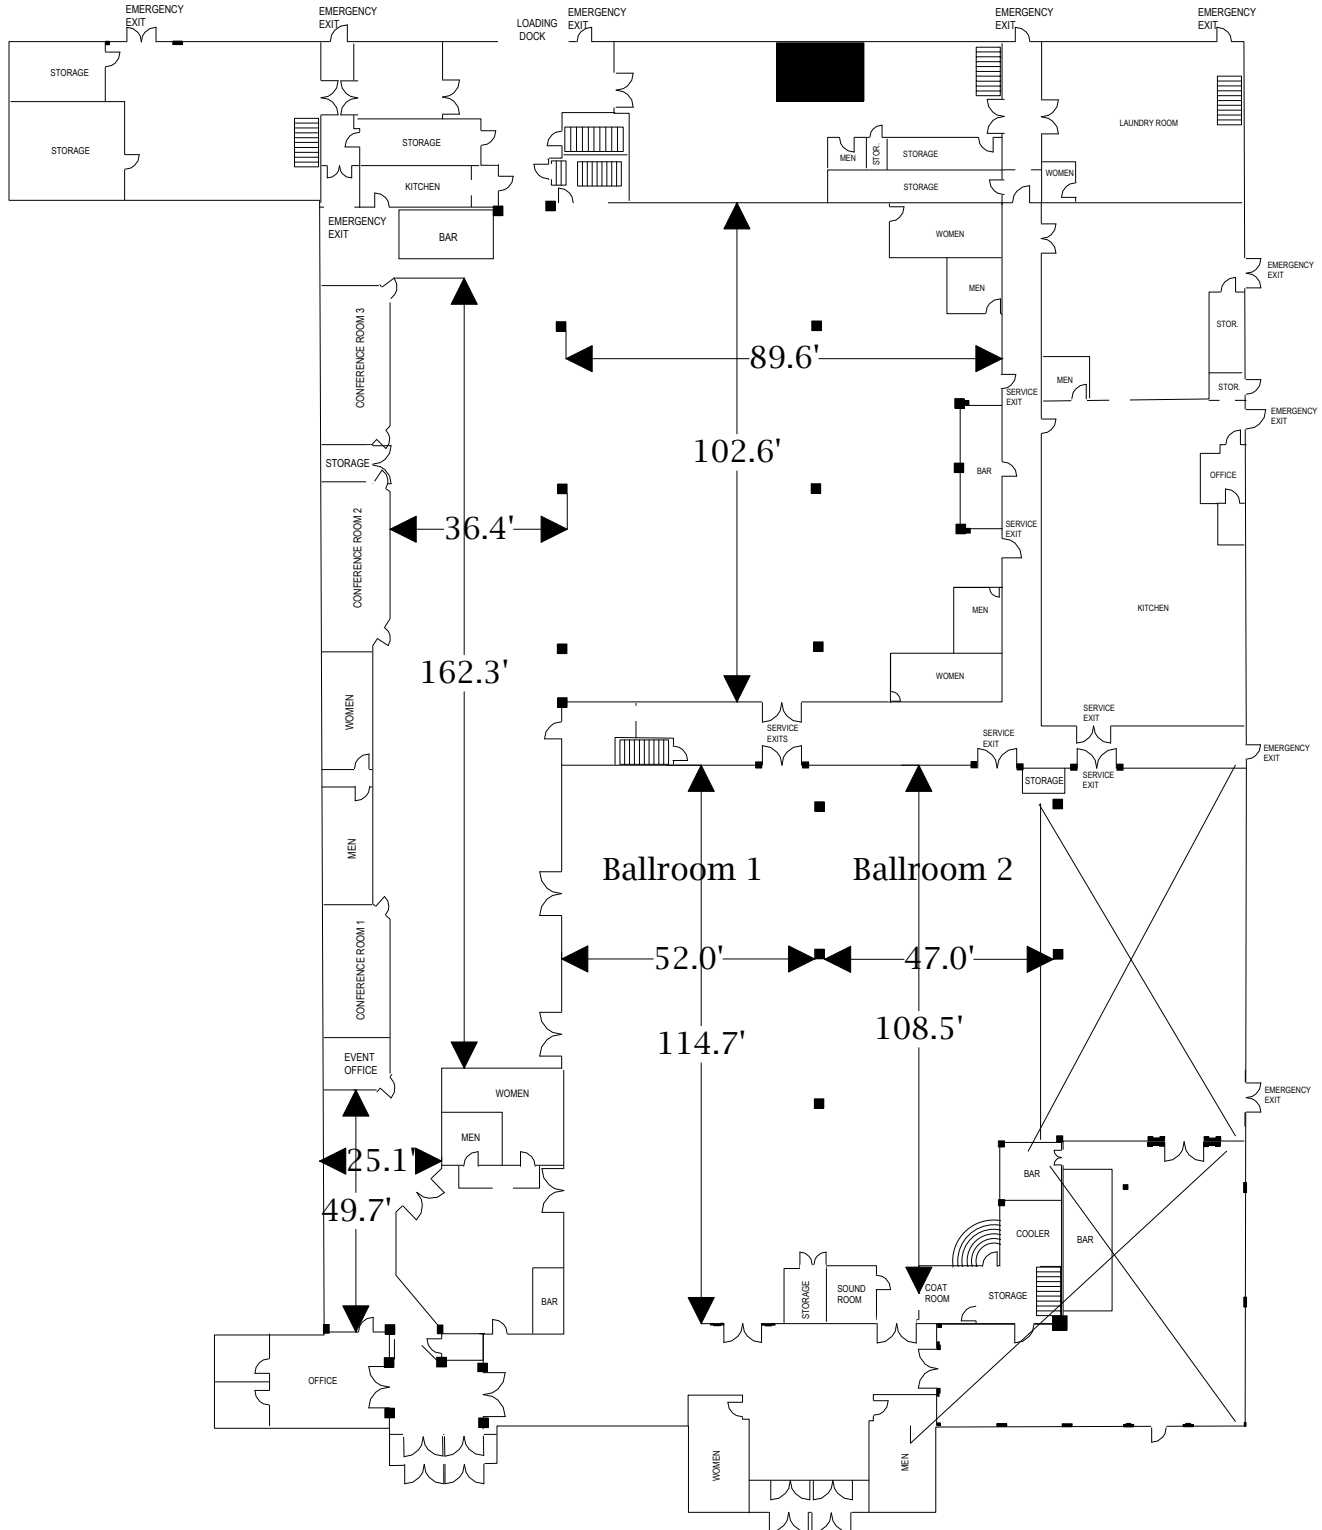 EMERGENCY
EXIT
EMERGENCY
EXIT
LOADING
DOCK
EMERGENCY
EXIT
EMERGENCY
EXIT
EMERGENCY
EXIT
STORAGE
STORAGE
STORAGE
KITCHEN
MEN
STOR.
STORAGE
STORAGE
LAUNDRY ROOM
WOMEN
EMERGENCY
EXIT
BAR
WOMEN
MEN
EMERGENCY
EXIT
STOR.
STOR.
CONFERENCE ROOM 3
89.6'
MEN
SERVICE
EXIT
EMERGENCY
EXIT
102.6'
STORAGE
BAR
OFFICE
CONFERENCE ROOM 2
36.4'
SERVICE
EXIT
MEN
KITCHEN
162.3'
WOMEN
WOMEN
SERVICE
EXITS
SERVICE
EXIT
SERVICE
EXIT
EMERGENCY
EXIT
STORAGE
SERVICE
EXIT
MEN
Ballroom 1
Ballroom 2
CONFERENCE ROOM 1
52.0'
47.0'
114.7'
108.5'
EVENT
OFFICE
WOMEN
EMERGENCY
EXIT
MEN
25.1'
49.7'
BAR
COOLER
BAR
BAR
STORAGE
SOUND
ROOM
COAT
ROOM
STORAGE
OFFICE
WOMEN
MEN